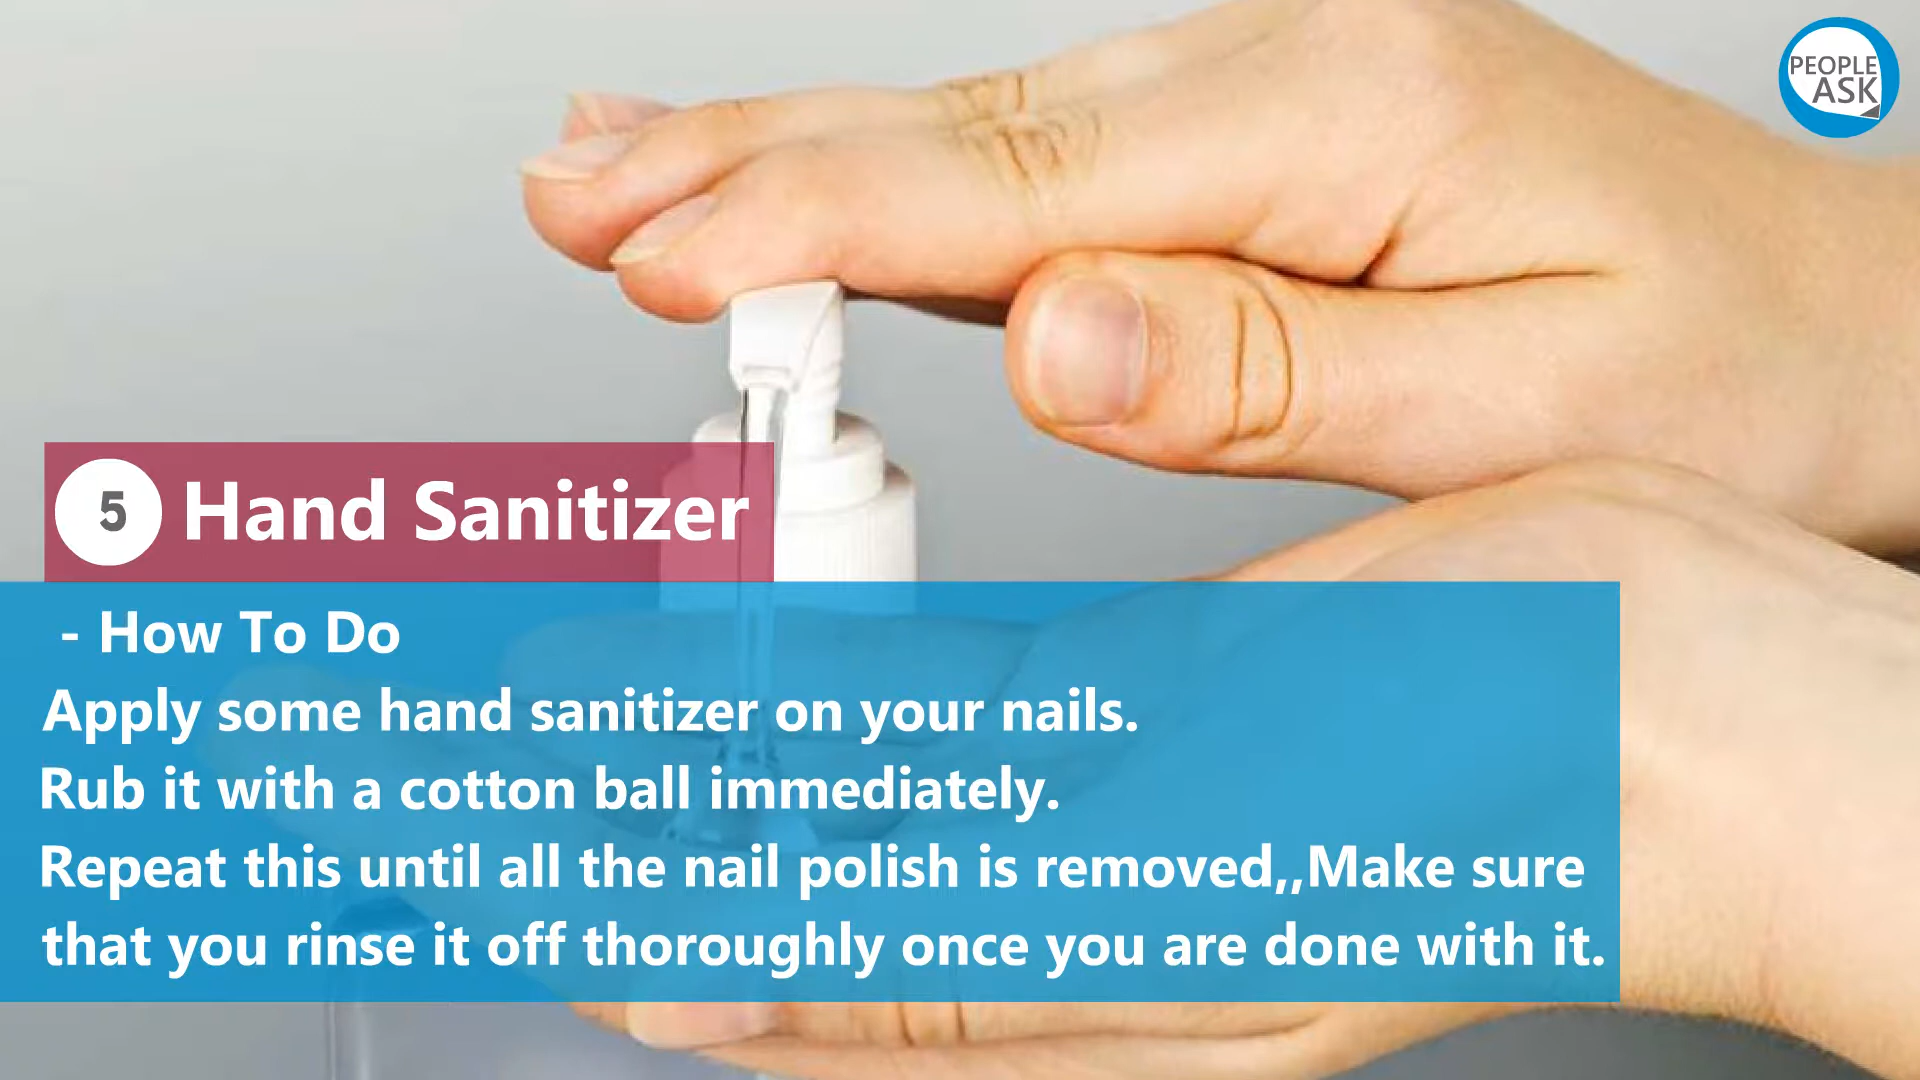 PEOPLE
ASK
5 Hand Sanitizer
- How To Do
Apply some hand sanitizer on your nails.
Rub it with a cotton ball immediately.
Repeat this until all the nail polish is removed,,Make sure
that you rinse it off thoroughly once you are done with it.